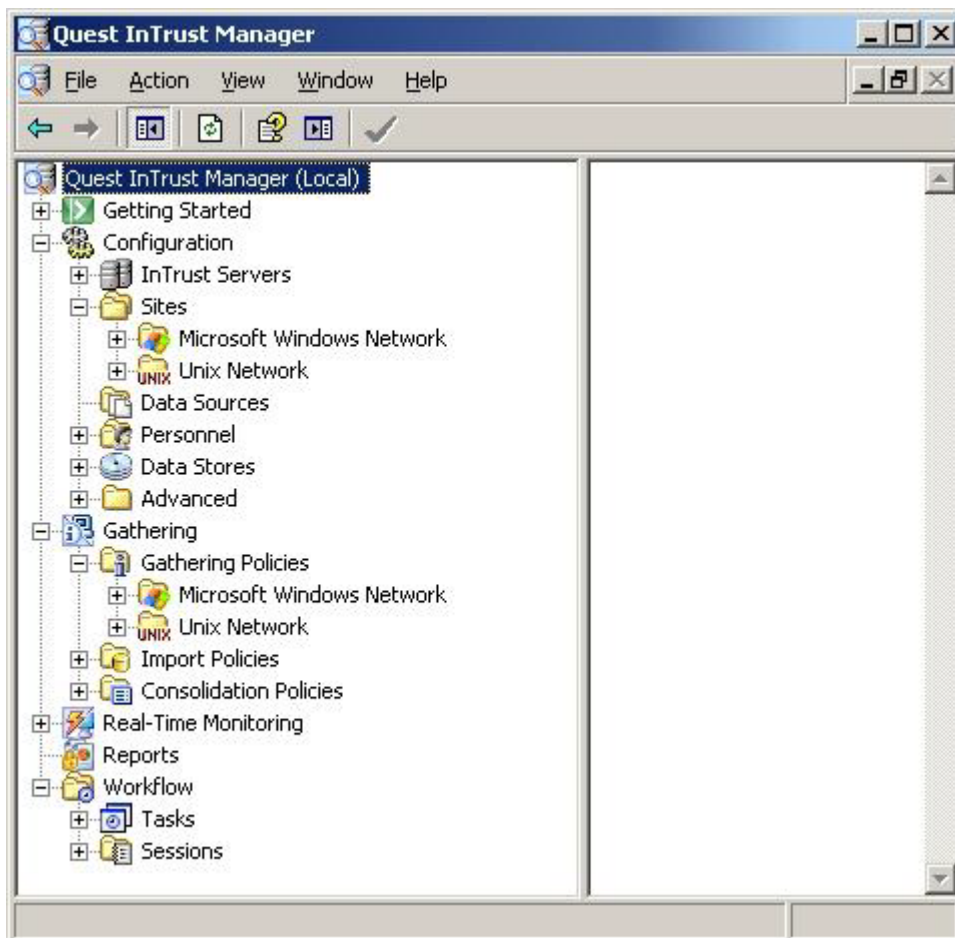 Quest InTrust Manager
File Action View Window Help
Quest InTrust Manager (Local)
Getting Started
Configuration
InTrust Servers
Sites
Microsoft Windows Network
UNIX Unix Network
Data Sources
Personnel
Data Stores
Advanced
Gathering
Gathering Policies
Microsoft Windows Network
UNIX Unix Network
Import Policies
Consolidation Policies
Real-Time Monitoring
Reports
Workflow
Tasks
Sessions